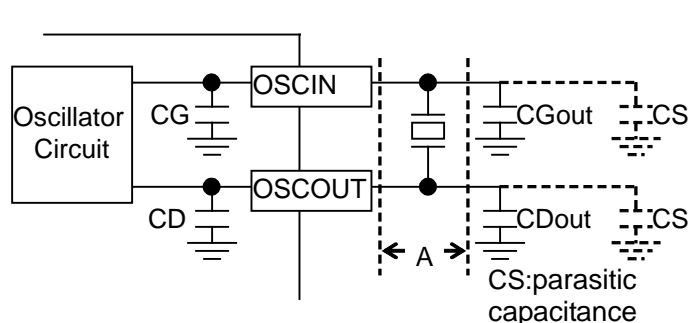 OSCIN
Oscillator
Circuit
CG
CGout
CS
OSCOUT
CD
CDout
CS
A
CS:parasitic
capacitance